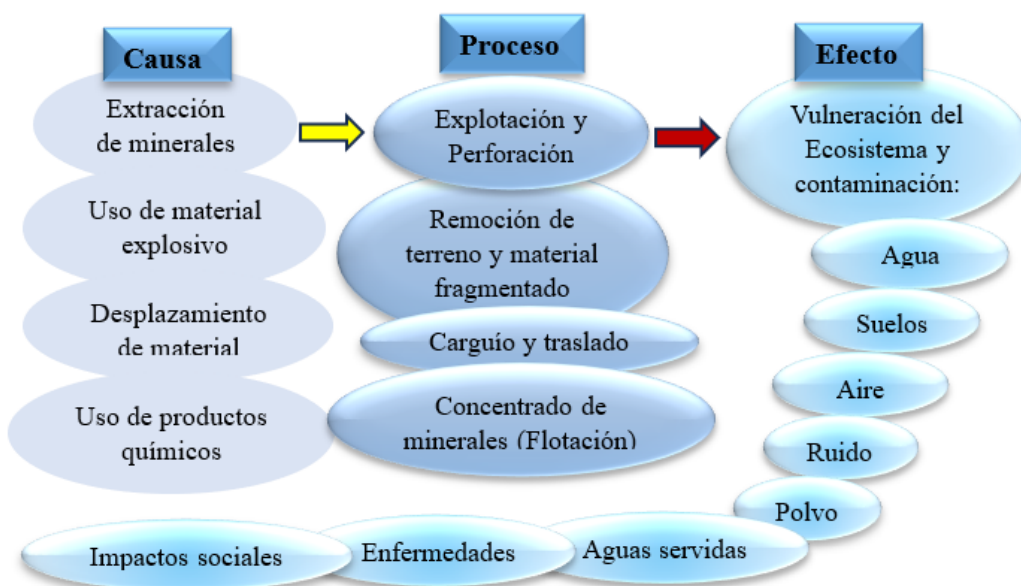 Causa
Extracción
de minerales
Uso de material
explosivo
Desplazamiento
de material
Uso de productos
químicos
Proceso
Explotación y
Perforación
Remoción de
terreno y material
fragmentado
Carguío y traslado
Concentrado de
minerales (Flotación)
Efecto
Vulneración del
Ecosistema y
contaminación:
Agua
Suelos
Aire
Ruido
Polvo
Aguas servidas
Enfermedades
Impactos sociales